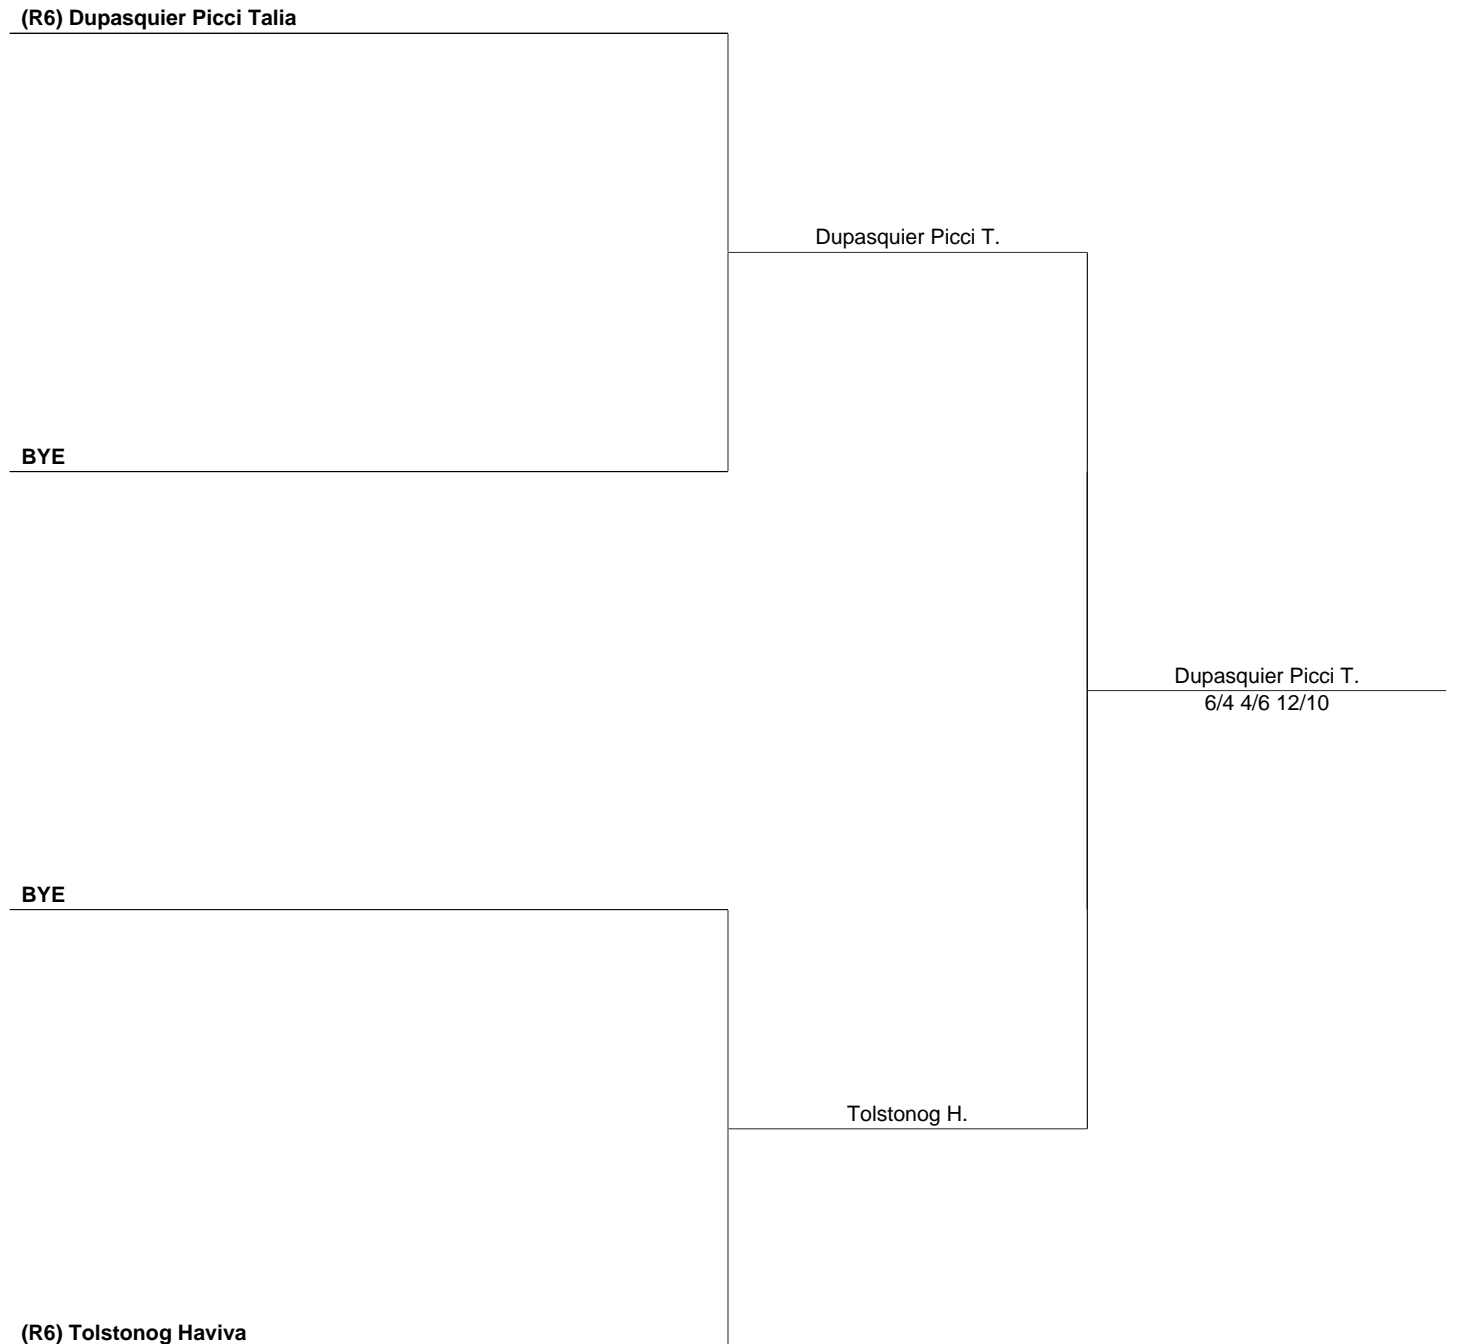 (R6) Dupasquier Picci Talia
Dupasquier Picci T.
BYE
Dupasquier Picci T.
6/4 4/6 12/10
BYE
Tolstonog H.
(R6) Tolstonog Haviva